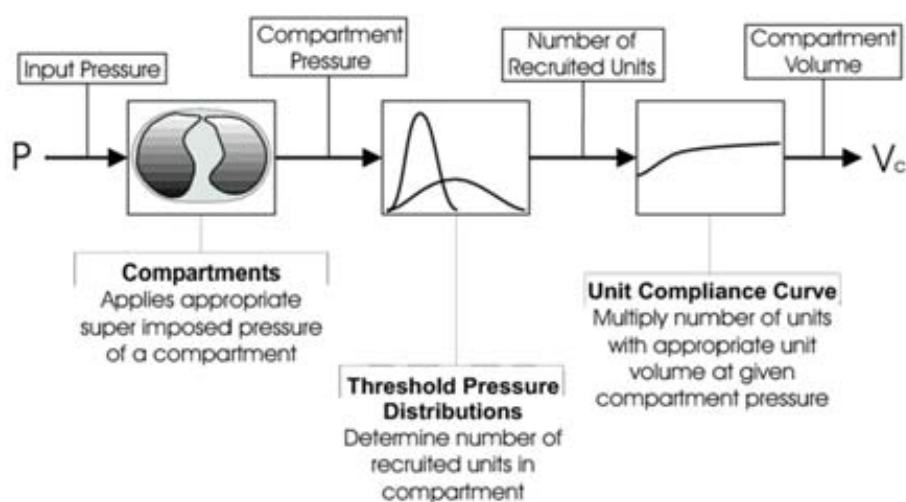 Input Pressure
Compartment
Pressure
Number of
Recruited Units
Compartment
Volume
P
Vc
Compartments
Applies appropriate
super imposed pressure
of a compartment
Threshold Pressure
Distributions
Determine number of
recruited units in
compartment
Unit Compliance Curve
Multiply number of units
with appropriate unit
volume at given
compartment pressure